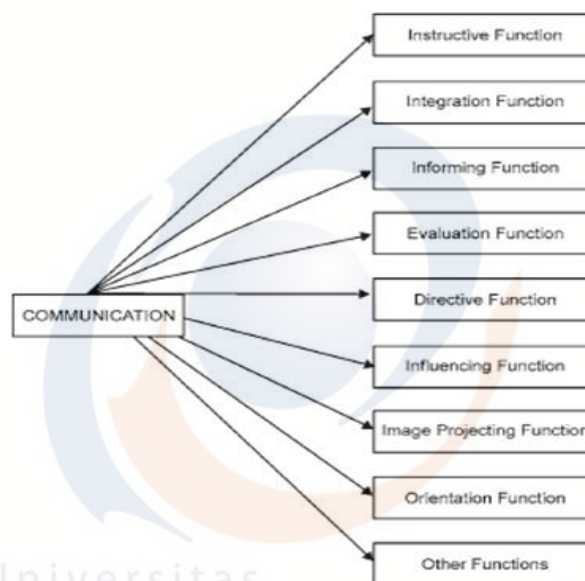 Instructive Function
Integration Function
Informing Function
Evaluation Function
Directive Function
COMMUNICATION
Influencing Function
Image Projecting Function
Orientation Function
Other Functions
Universitas